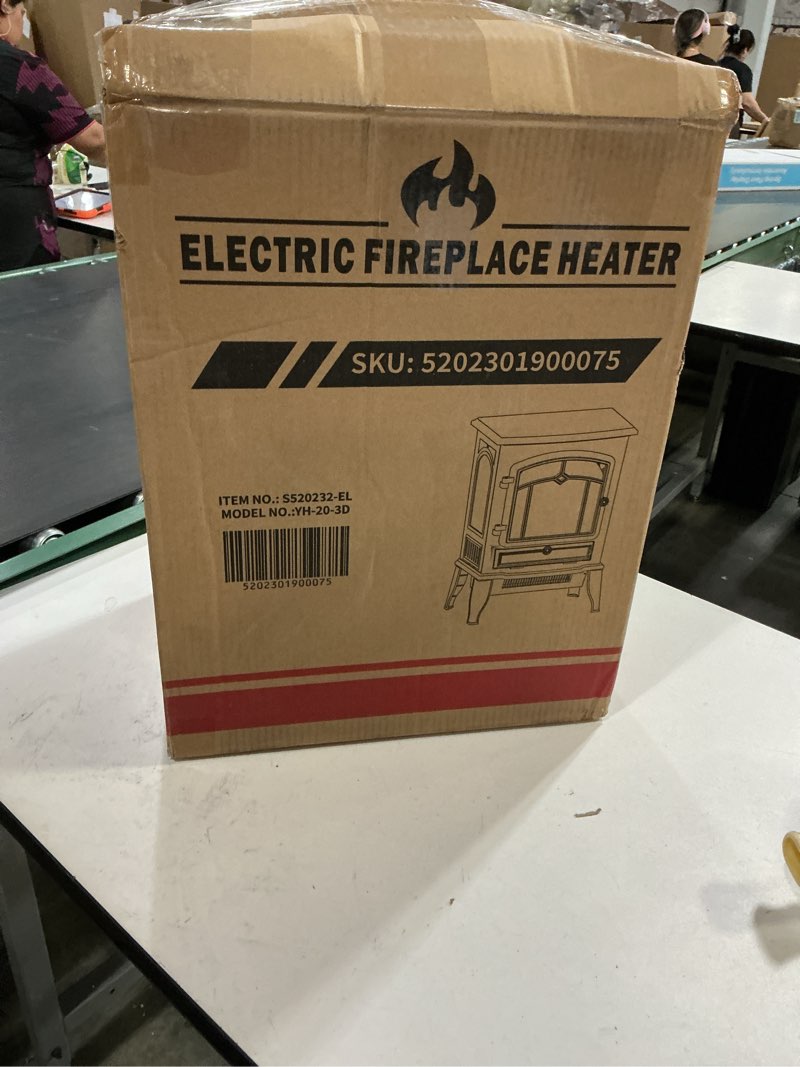 ELECTRIC FIREPLACE HEATER
SKU: 5202301900075
ITEM NO.: S520232-EL
MODEL NO.:YH-20-3D
5202301900075